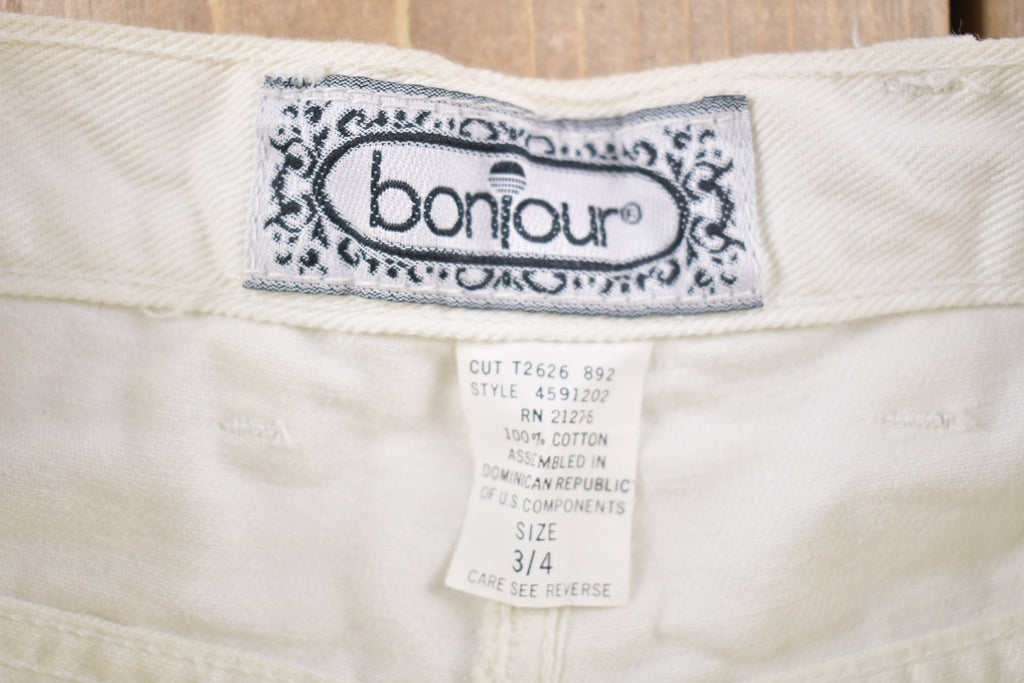 bonjour®
CUT T2626 892
STYLE 4591202
RN 21276
100% COTTON
ASSEMBLED IN
DOMINICAN REPUBLIC
OF U.S. COMPONENTS
SIZE
3/4
CARE SEE REVERSE